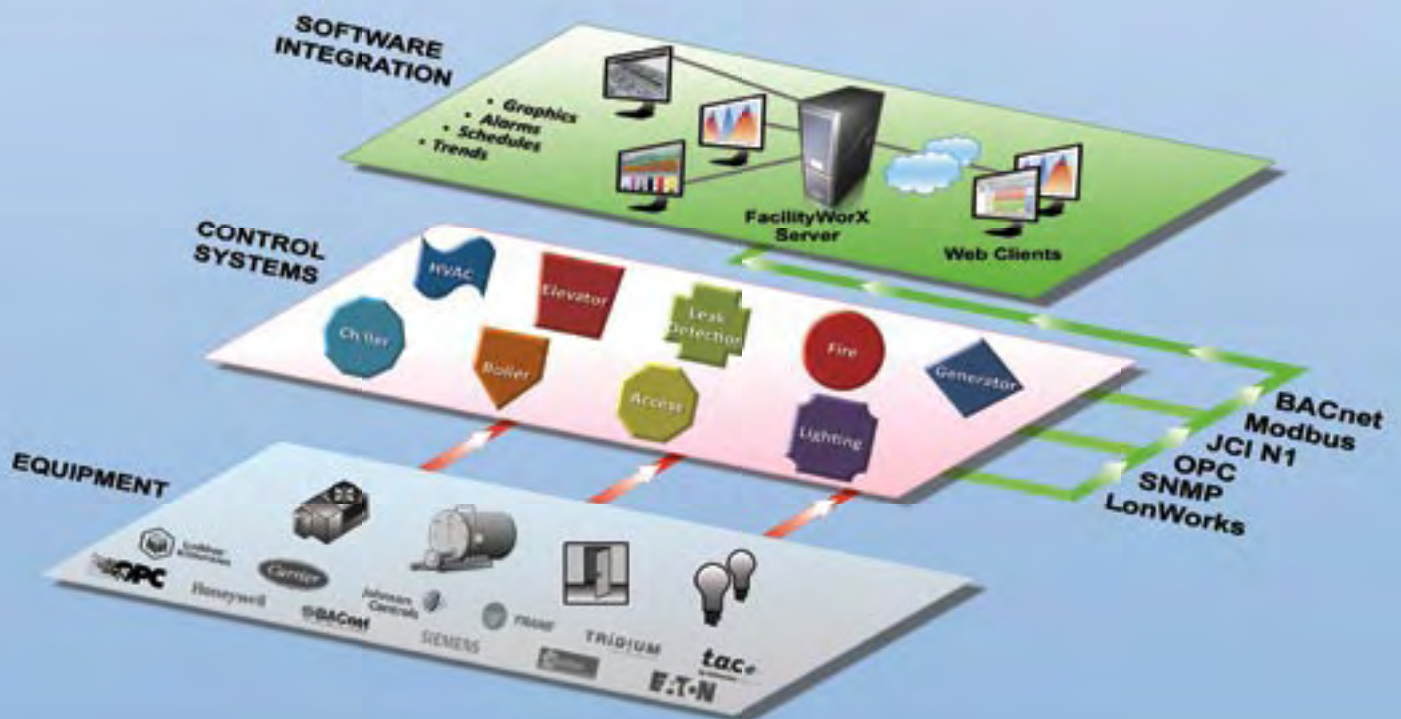 SOFTWARE
INTEGRATION
• Graphics
• Alarms
• Schedules
• Trends
FacilityWorX
Server
Web Clients
CONTROL
SYSTEMS
HVAC
Elevator
Leak
Detection
Fire
Generator
Chiller
Boiler
Access
Lighting
BACnet
Modbus
JCI N1
OPC
SNMP
LonWorks
EQUIPMENT
OPC
Honeywell
Carrier
BACnet
Johnson
Controls
SIEMENS
TRANE
TRIDIUM
tac
EATON